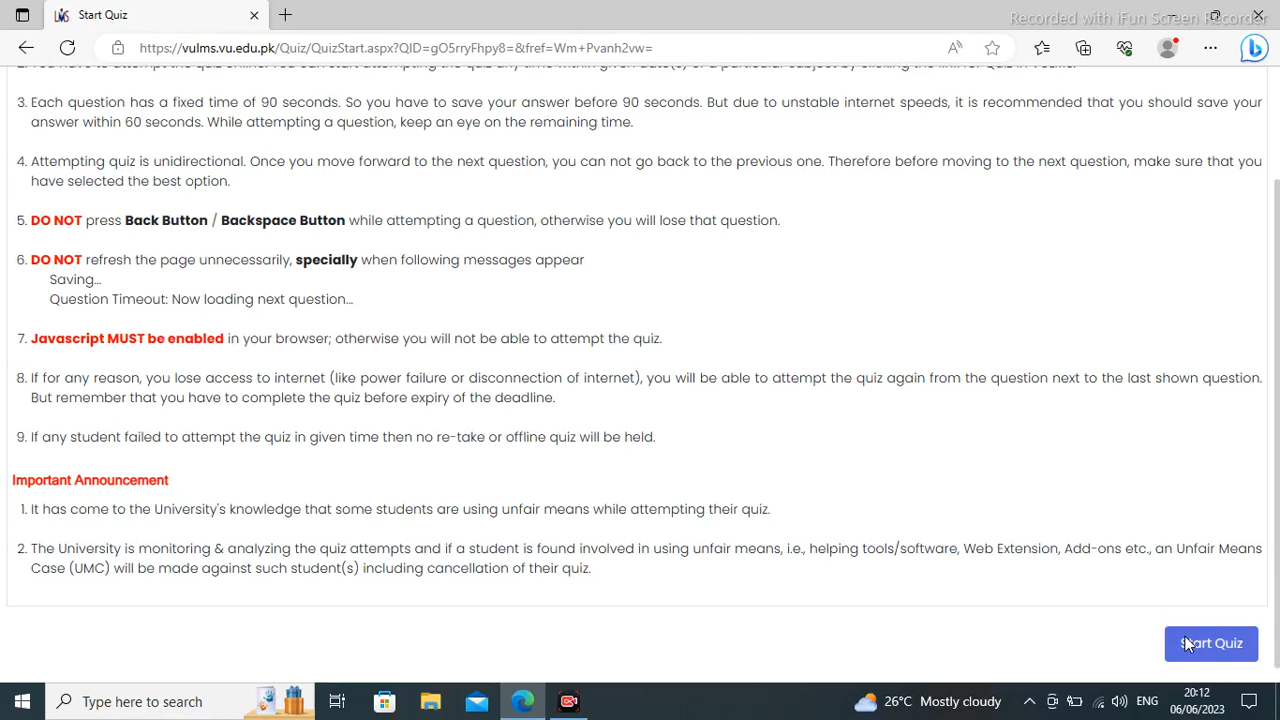 Start Quiz
Recorded with iFun Screen Recorder
https://vulms.vu.edu.pk/Quiz/QuizStart.aspx?QID=gO5rryFhpy8=&fref=Wm+Pvanh2vw=
3. Each question has a fixed time of 90 seconds. So you have to save your answer before 90 seconds. But due to unstable internet speeds, it is recommended that you should save your
answer within 60 seconds. While attempting a question, keep an eye on the remaining time.
4. Attempting quiz is unidirectional. Once you move forward to the next question, you can not go back to the previous one. Therefore before moving to the next question, make sure that you
have selected the best option.
5. DO NOT press Back Button / Backspace Button while attempting a question, otherwise you will lose that question.
6. DO NOT refresh the page unnecessarily, specially when following messages appear
Saving...
Question Timeout: Now loading next question...
7. Javascript MUST be enabled in your browser; otherwise you will not be able to attempt the quiz.
8. If for any reason, you lose access to internet (like power failure or disconnection of internet), you will be able to attempt the quiz again from the question next to the last shown question.
But remember that you have to complete the quiz before expiry of the deadline.
9. If any student failed to attempt the quiz in given time then no re-take or offline quiz will be held.
Important Announcement
1. It has come to the University's knowledge that some students are using unfair means while attempting their quiz.
2. The University is monitoring & analyzing the quiz attempts and if a student is found involved in using unfair means, i.e., helping tools/software, Web Extension, Add-ons etc., an Unfair Means
Case (UMC) will be made against such student(s) including cancellation of their quiz.
Start Quiz
Type here to search
26°C Mostly cloudy
ENG
20:12
06/06/2023